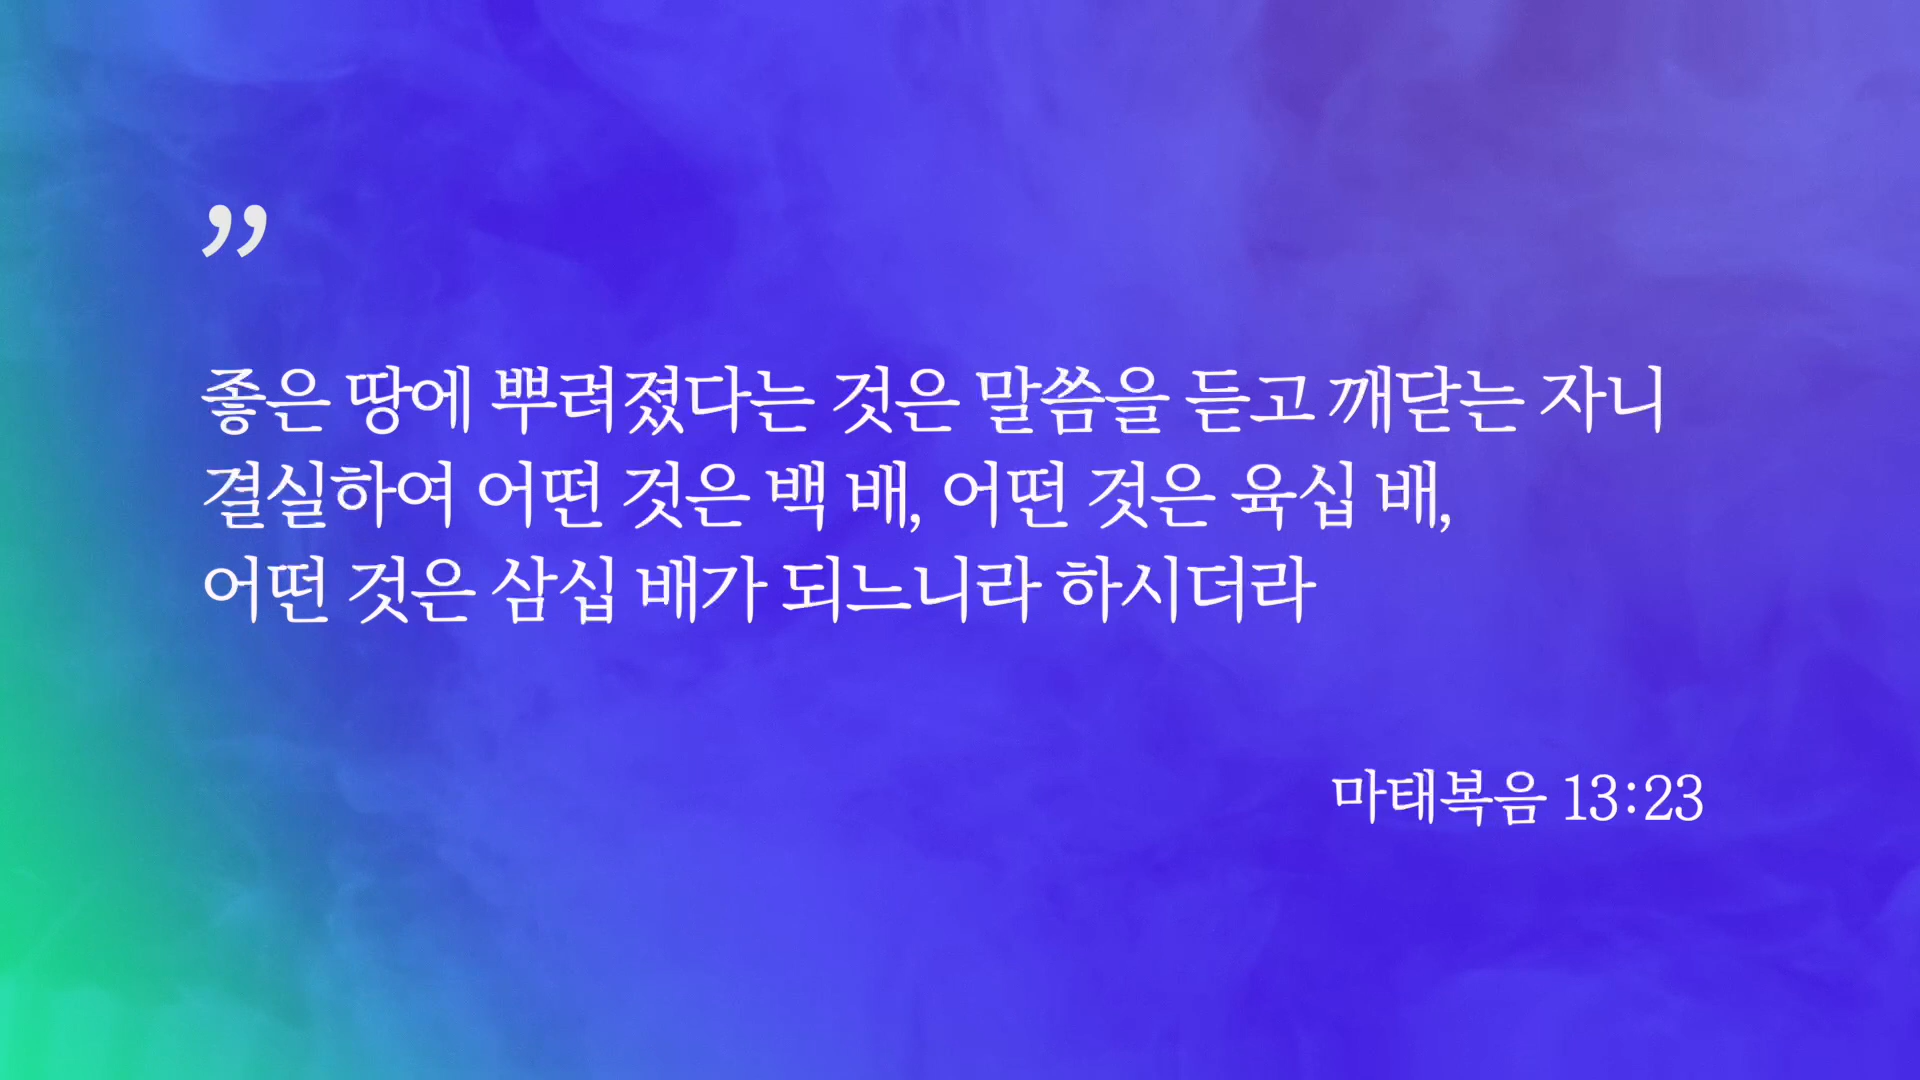 ”
좋은 땅에 뿌려졌다는 것은 말씀을 듣고 깨닫는 자니
결실하여 어떤 것은 백 배, 어떤 것은 육십 배,
어떤 것은 삼십 배가 되느니라 하시더라
마태복음 13:23